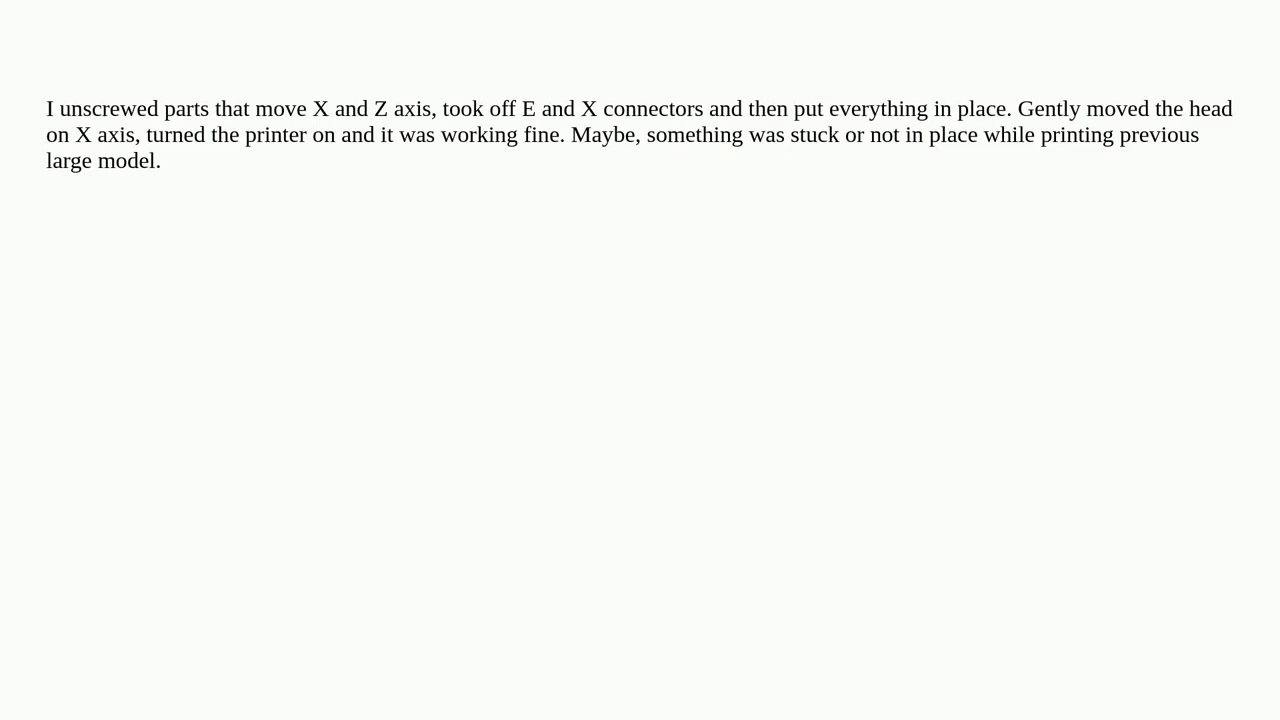 I unscrewed parts that move X and Z axis, took off E and X connectors and then put everything in place. Gently moved the head
on X axis, turned the printer on and it was working fine. Maybe, something was stuck or not in place while printing previous
large model.